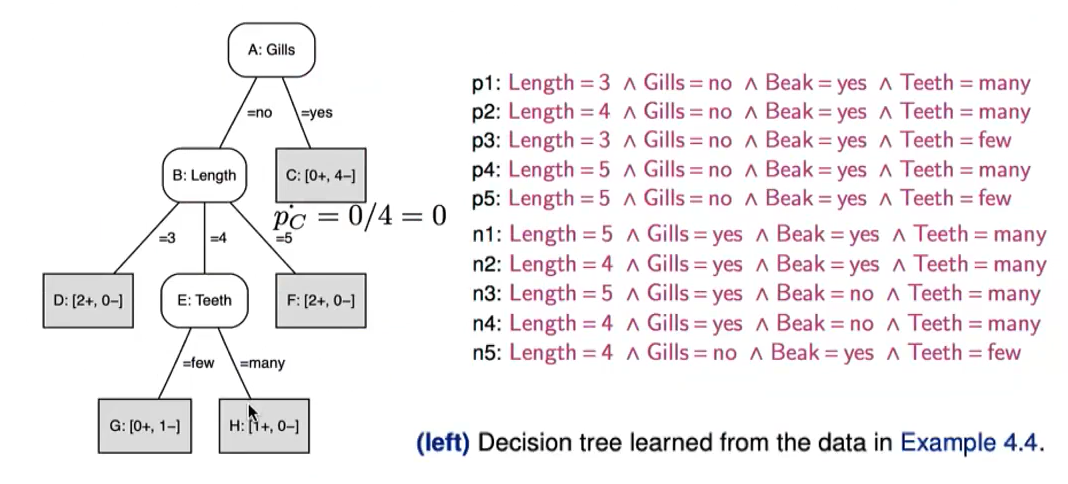 A: Gills
=no
=yes
B: Length
C: [0+, 4−]
ṗC = 0/4 = 0
=3
=4
=5
D: [2+, 0−]
E: Teeth
F: [2+, 0−]
=few
=many
G: [0+, 1−]
H: [1+, 0−]
p1: Length = 3 ∧ Gills = no ∧ Beak = yes ∧ Teeth = many
p2: Length = 4 ∧ Gills = no ∧ Beak = yes ∧ Teeth = many
p3: Length = 3 ∧ Gills = no ∧ Beak = yes ∧ Teeth = few
p4: Length = 5 ∧ Gills = no ∧ Beak = yes ∧ Teeth = many
p5: Length = 5 ∧ Gills = no ∧ Beak = yes ∧ Teeth = few
n1: Length = 5 ∧ Gills = yes ∧ Beak = yes ∧ Teeth = many
n2: Length = 4 ∧ Gills = yes ∧ Beak = yes ∧ Teeth = many
n3: Length = 5 ∧ Gills = yes ∧ Beak = no ∧ Teeth = many
n4: Length = 4 ∧ Gills = yes ∧ Beak = no ∧ Teeth = many
n5: Length = 4 ∧ Gills = no ∧ Beak = yes ∧ Teeth = few
(left) Decision tree learned from the data in Example 4.4.